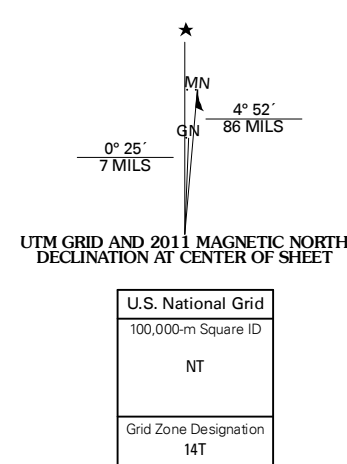 MN
4° 52´
86 MILS
GN
0° 25´
7 MILS
UTM GRID AND 2011 MAGNETIC NORTH
DECLINATION AT CENTER OF SHEET
U.S. National Grid
100,000-m Square ID
NT
Grid Zone Designation
14T